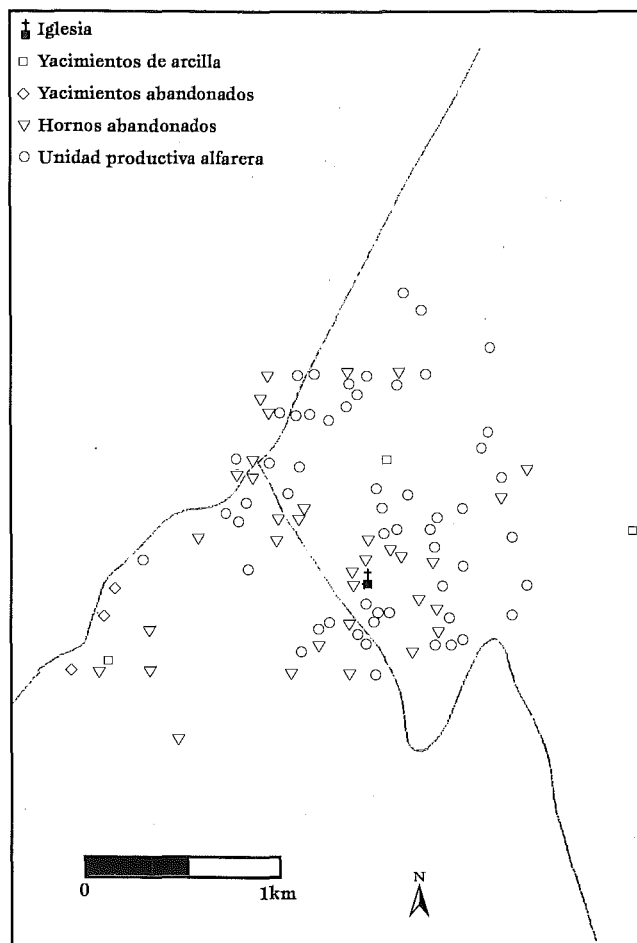 Iglesia
Yacimientos de arcilla
Yacimientos abandonados
Hornos abandonados
Unidad productiva alfarera
N
0 1km